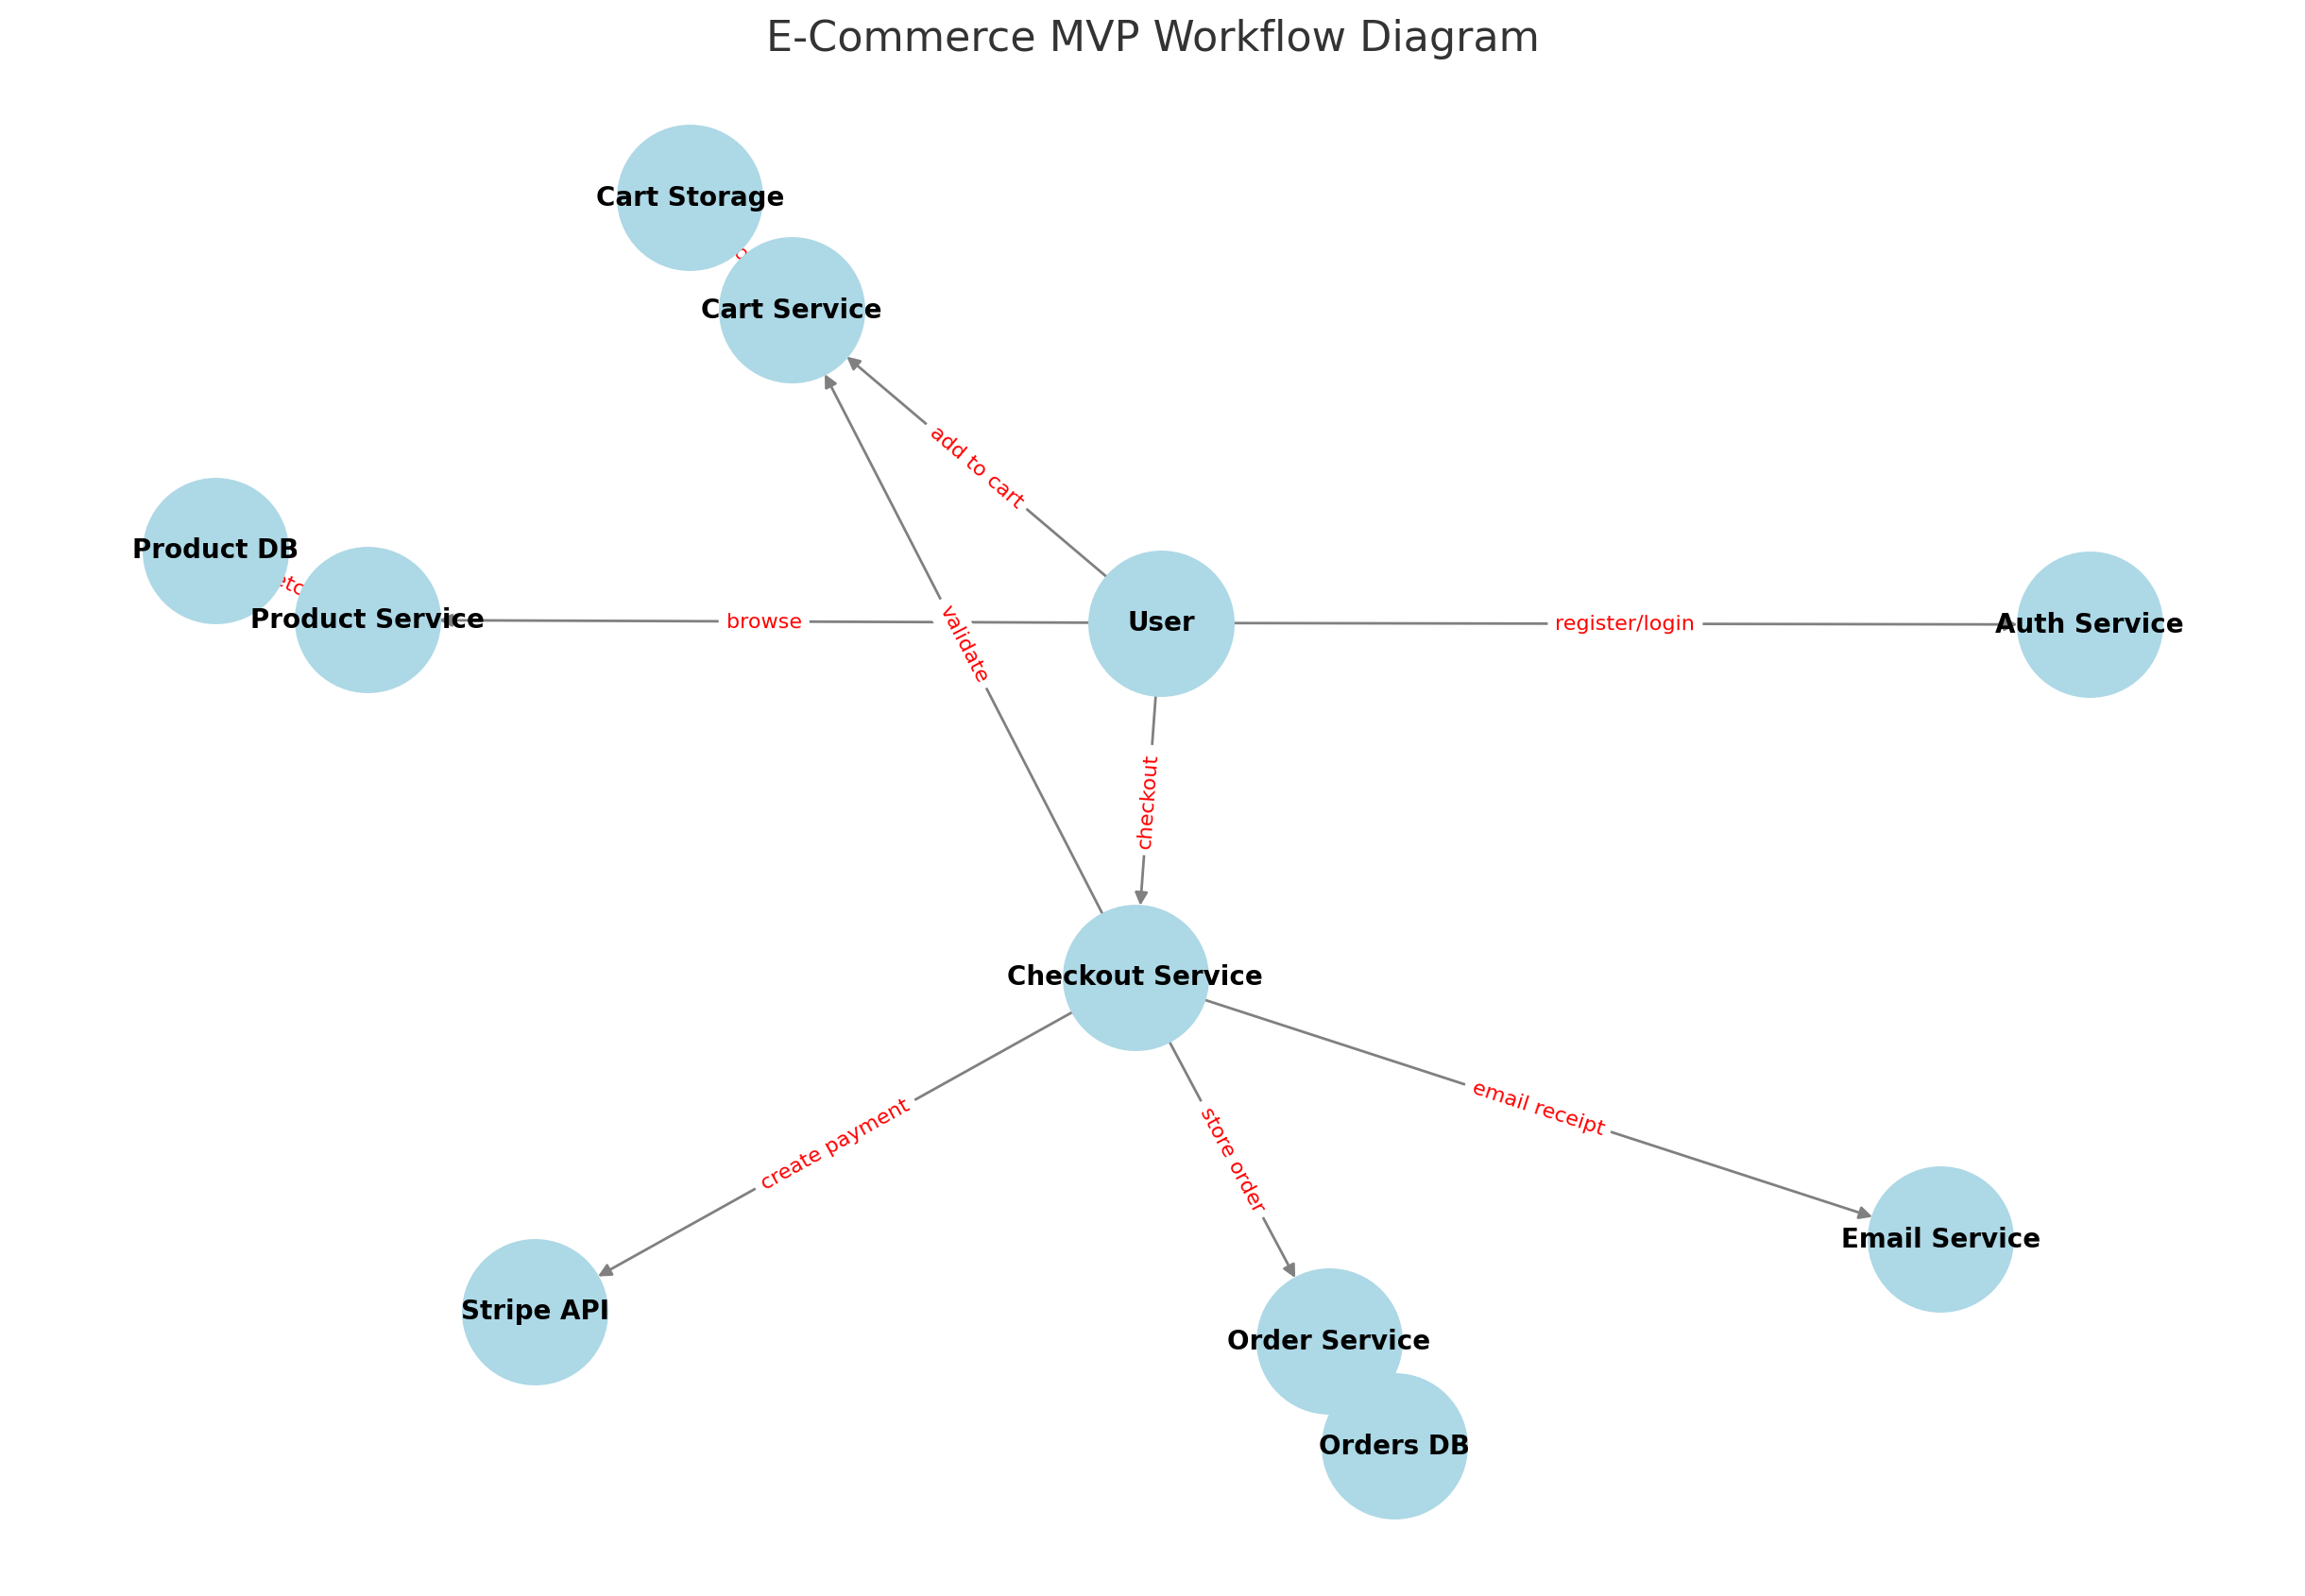 E-Commerce MVP Workflow Diagram
Cart Storage
Cart Service
add to cart
Product DB
Product Service
browse
validate
User
register/login
Auth Service
checkout
Checkout Service
create payment
store order
email receipt
Email Service
Stripe API
Order Service
Orders DB